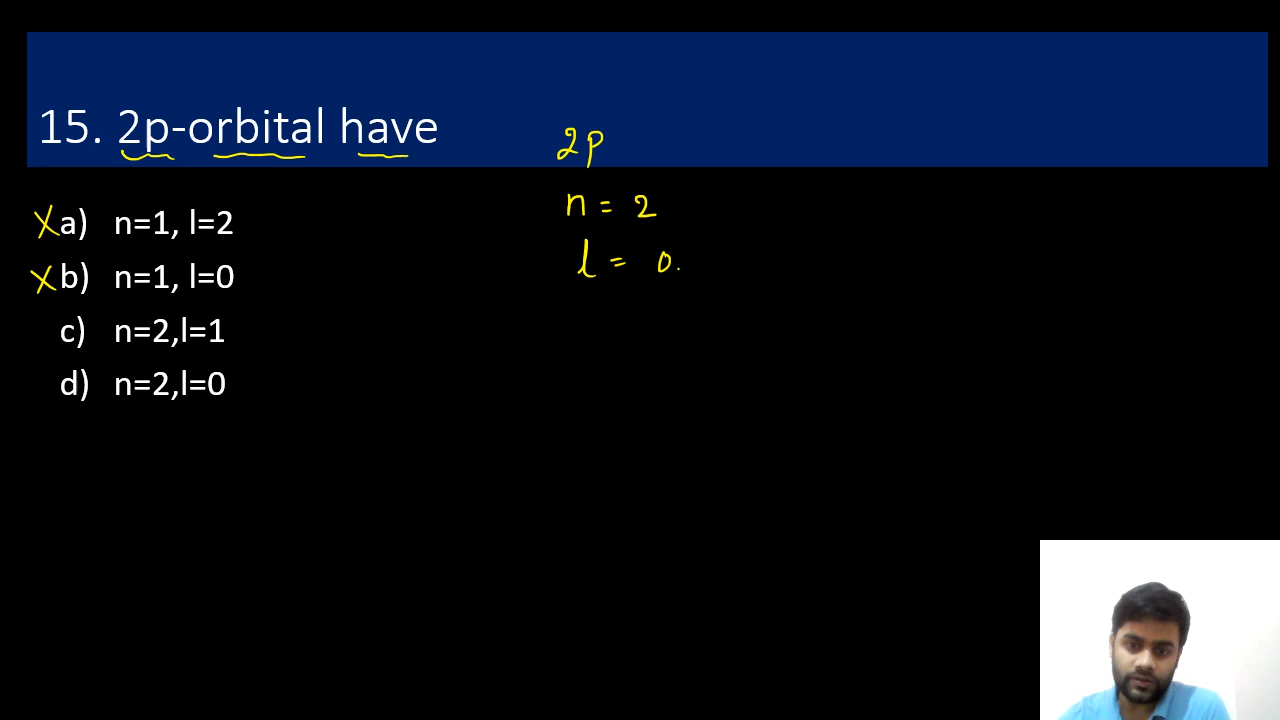 15. 2p-orbital have
2p
n = 2
l = 0.
X a) n=1, l=2
X b) n=1, l=0
c) n=2,l=1
d) n=2,l=0